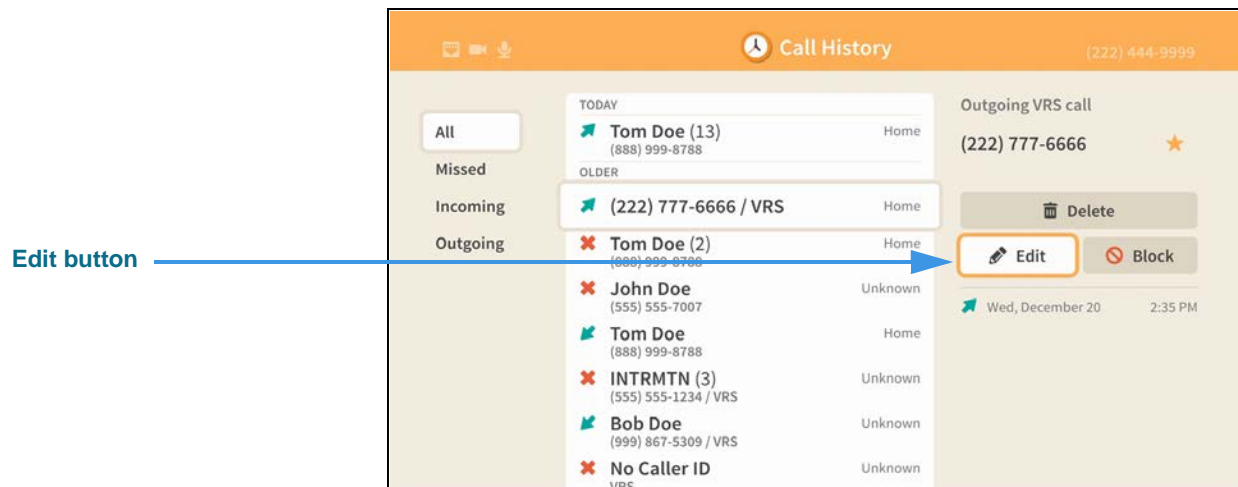 Call History
(222) 444-9999
All
Missed
Incoming
Outgoing
TODAY
Tom Doe (13)
Home
(888) 999-8788
OLDER
(222) 777-6666 / VRS
Home
Tom Doe (2)
Home
(888) 999-8788
John Doe
Unknown
(555) 555-7007
Tom Doe
Home
(888) 999-8788
INTRMTN (3)
Unknown
(555) 555-1234 / VRS
Bob Doe
Unknown
(999) 867-5309 / VRS
No Caller ID
Unknown
VRS
Outgoing VRS call
(222) 777-6666
Delete
Edit
Block
Wed, December 20
2:35 PM
Edit button